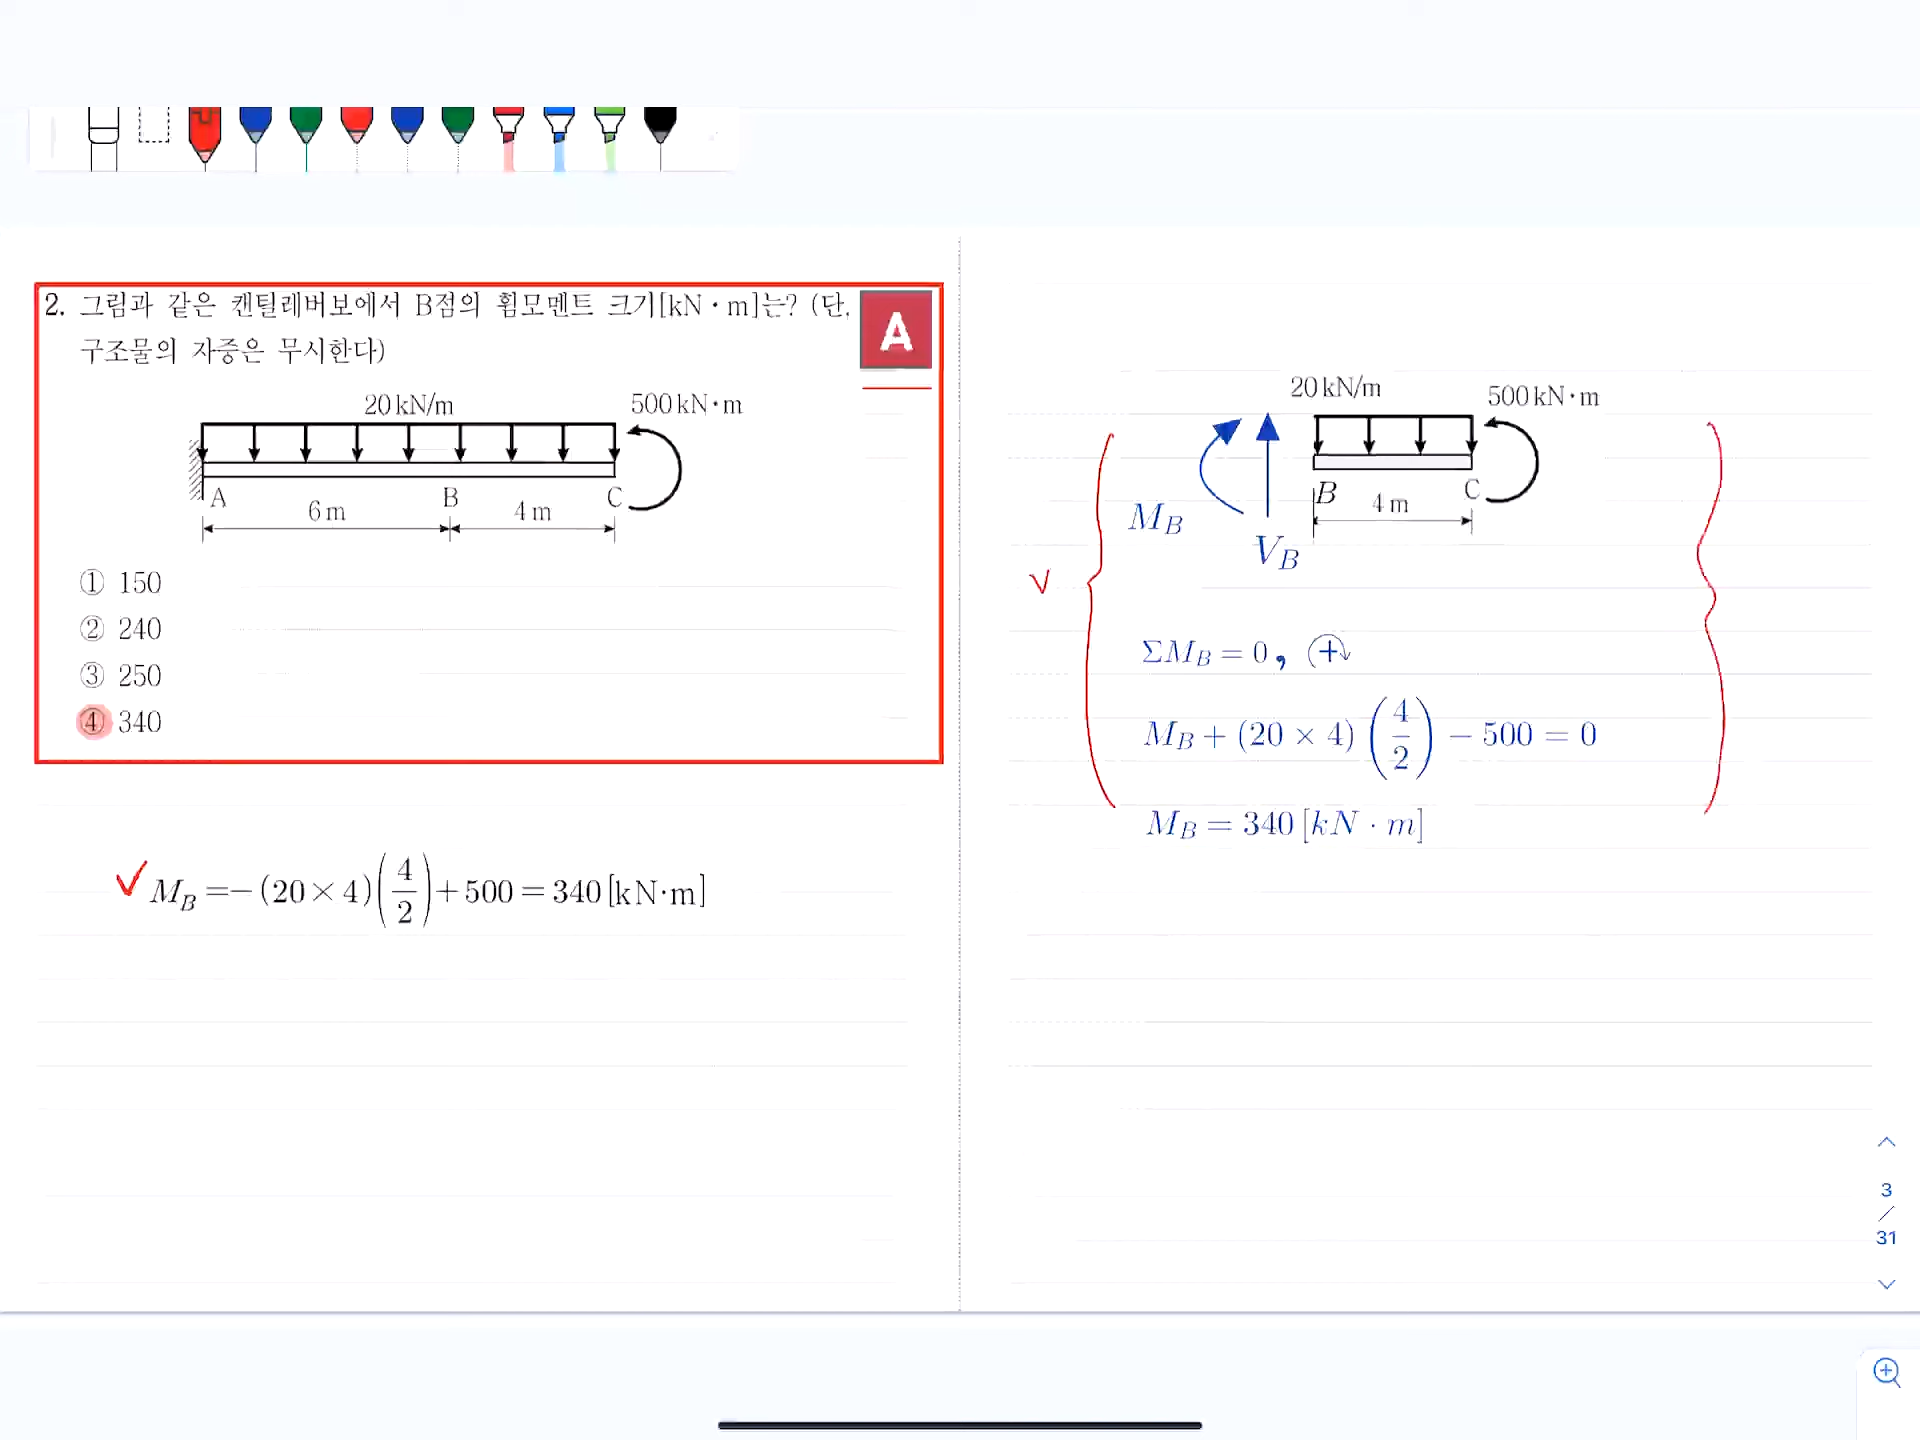 2. 그림과 같은 캔틸레버보에서 B점의 휨모멘트 크기[kN·m]는? (단,
구조물의 자중은 무시한다)
A
20 kN/m
500 kN·m
A
B
C
6 m
4 m
① 150
② 240
③ 250
④ 340
M_B = −(20×4)(4/2)+500 = 340 [kN·m]
20 kN/m
500 kN·m
M_B
V_B
B
C
4 m
ΣM_B = 0, (+
M_B + (20 × 4)(4/2) − 500 = 0
M_B = 340 [kN · m]
3
/
31